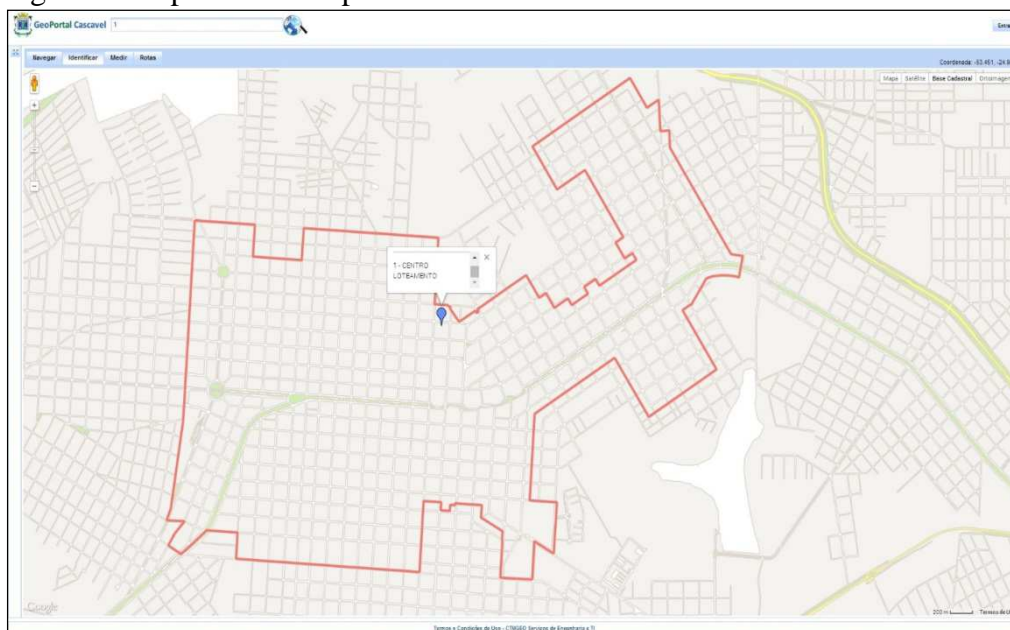 GeoPortal Cascavel 1
Navegar Identificar Medir Rotas
Mapa Satélite Base Cadastral
1 - CENTRO
LOTEAMENTO
Google
200 m
Termos e Condições de Uso - CTMGEO Serviços de Engenharia e TI